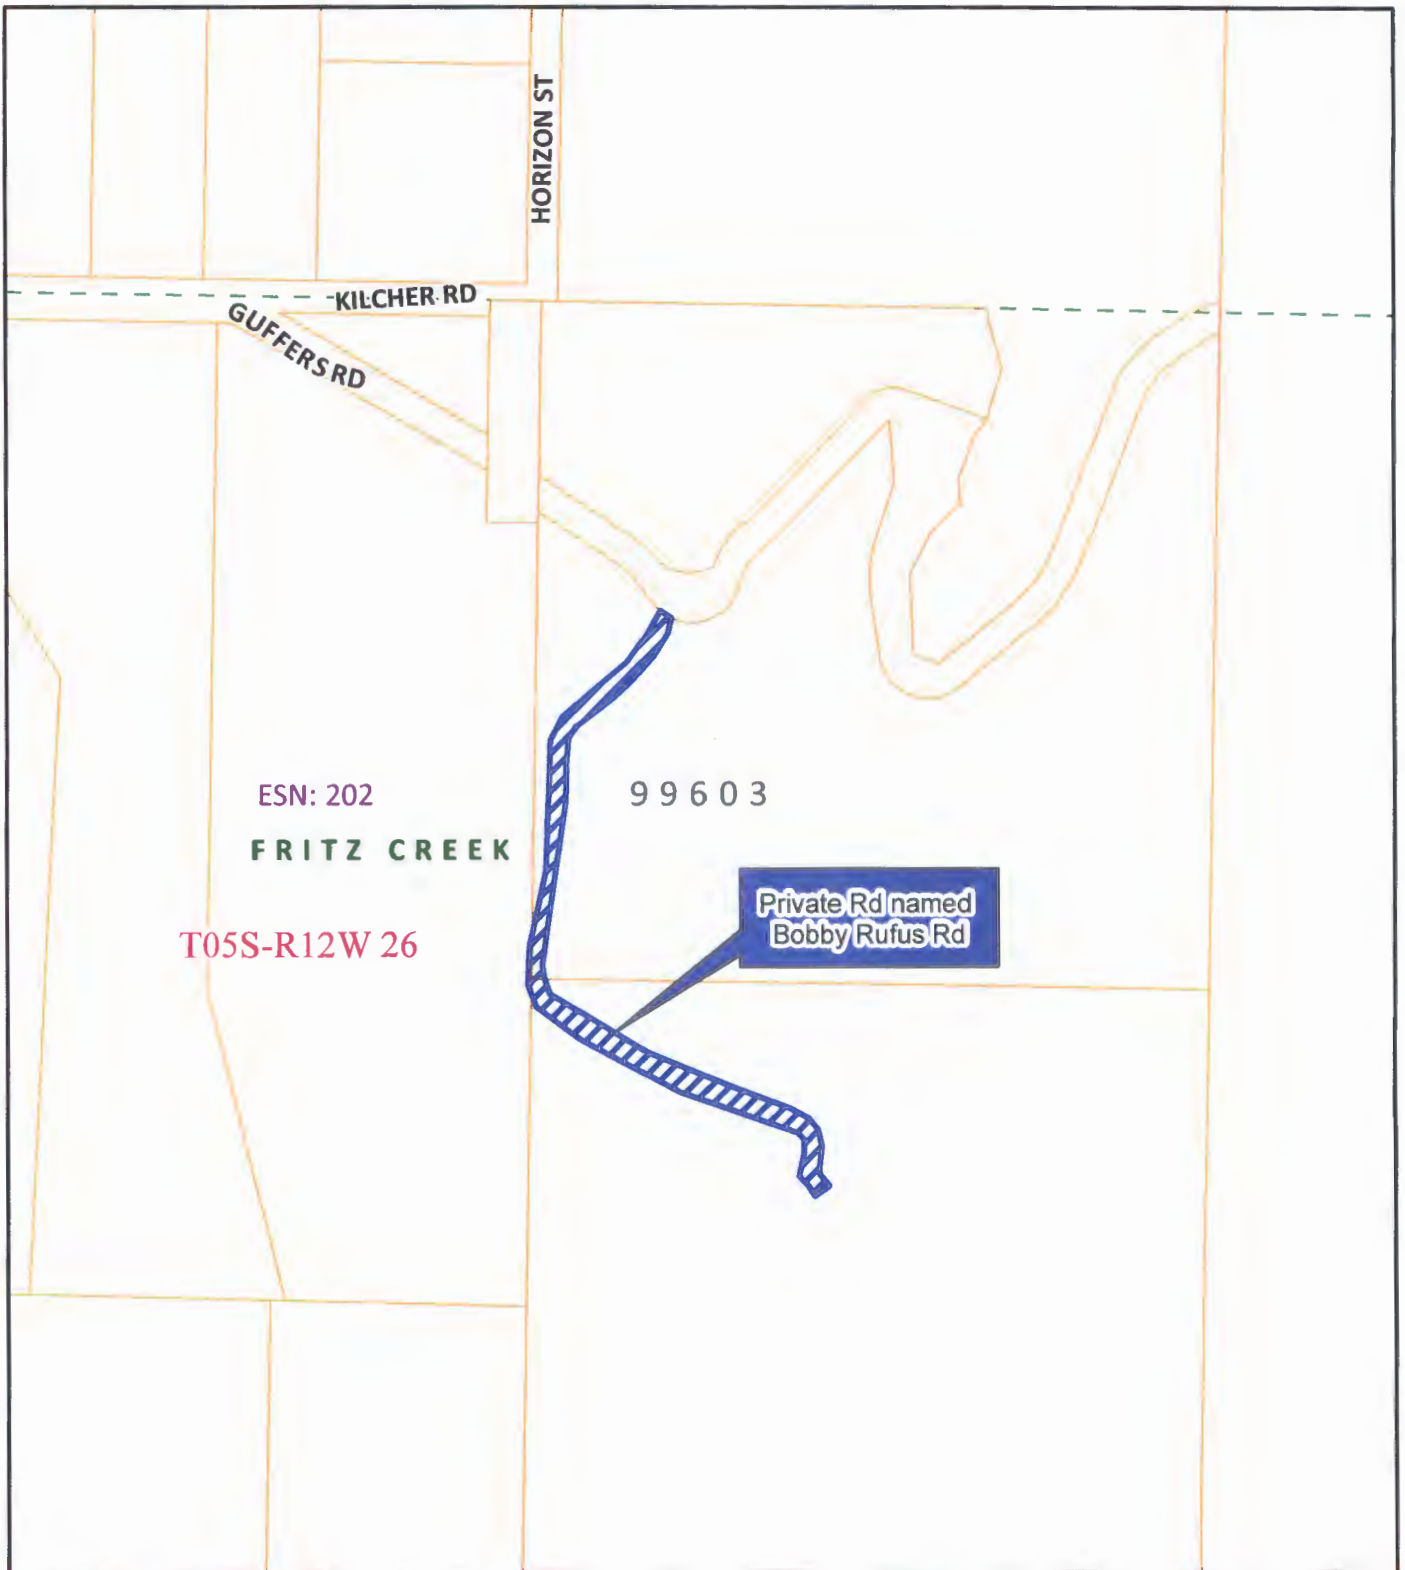 HORIZON ST
KILCHER RD
GUFFERS RD
ESN: 202
99603
FRITZ CREEK
Private Rd named
Bobby Rufus Rd
T05S-R12W 26